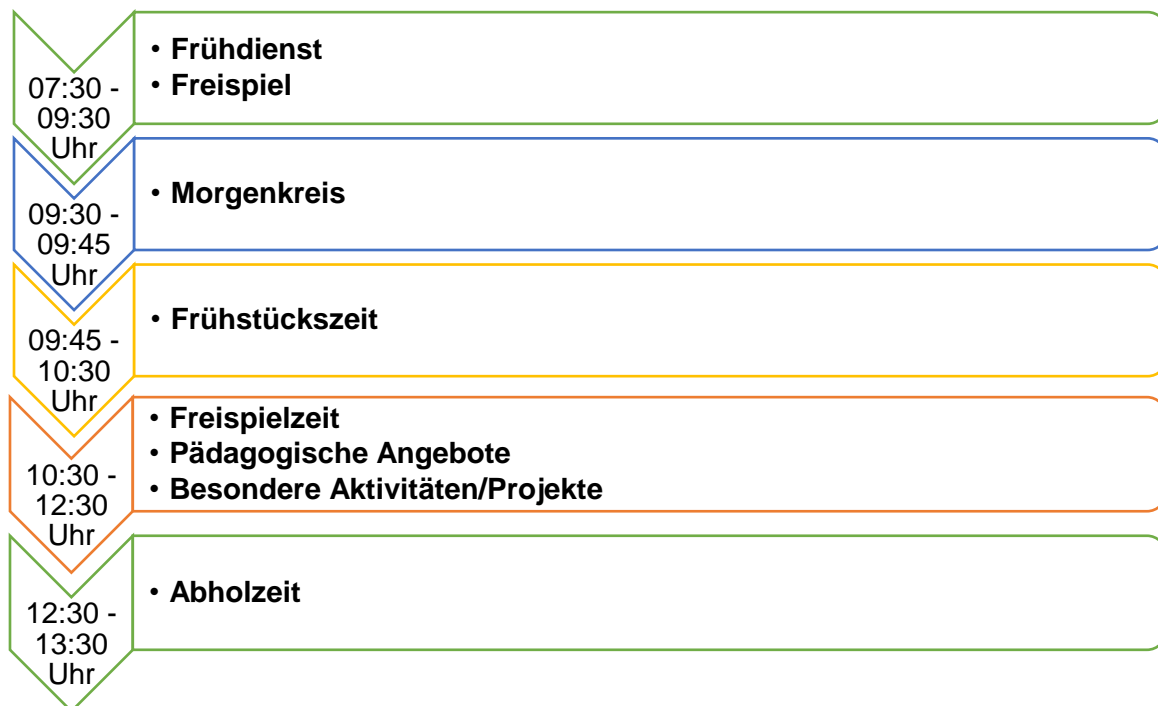 07:30 -
09:30
Uhr
• Frühdienst
• Freispiel
09:30 -
09:45
Uhr
• Morgenkreis
09:45 -
10:30
Uhr
• Frühstückszeit
10:30 -
12:30
Uhr
• Freispielzeit
• Pädagogische Angebote
• Besondere Aktivitäten/Projekte
12:30 -
13:30
Uhr
• Abholzeit